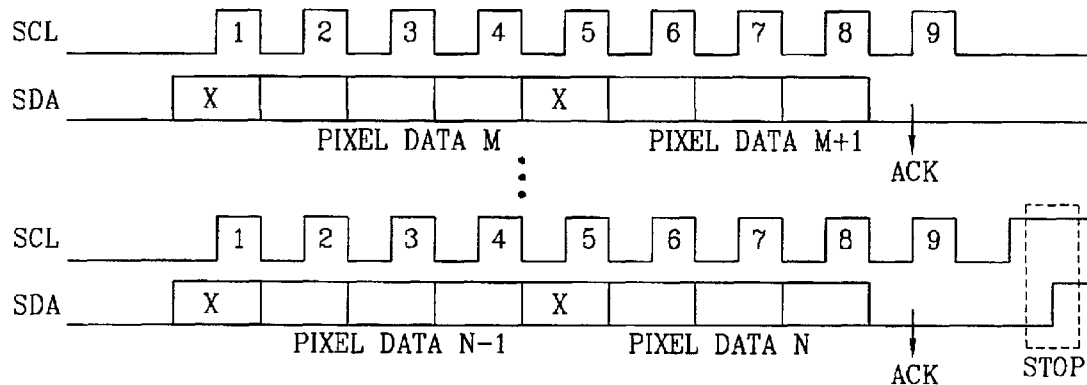 SCL 1 2 3 4 5 6 7 8 9
SDA X X
PIXEL DATA M PIXEL DATA M+1
ACK
SCL 1 2 3 4 5 6 7 8 9
SDA X X
PIXEL DATA N-1 PIXEL DATA N
ACK STOP